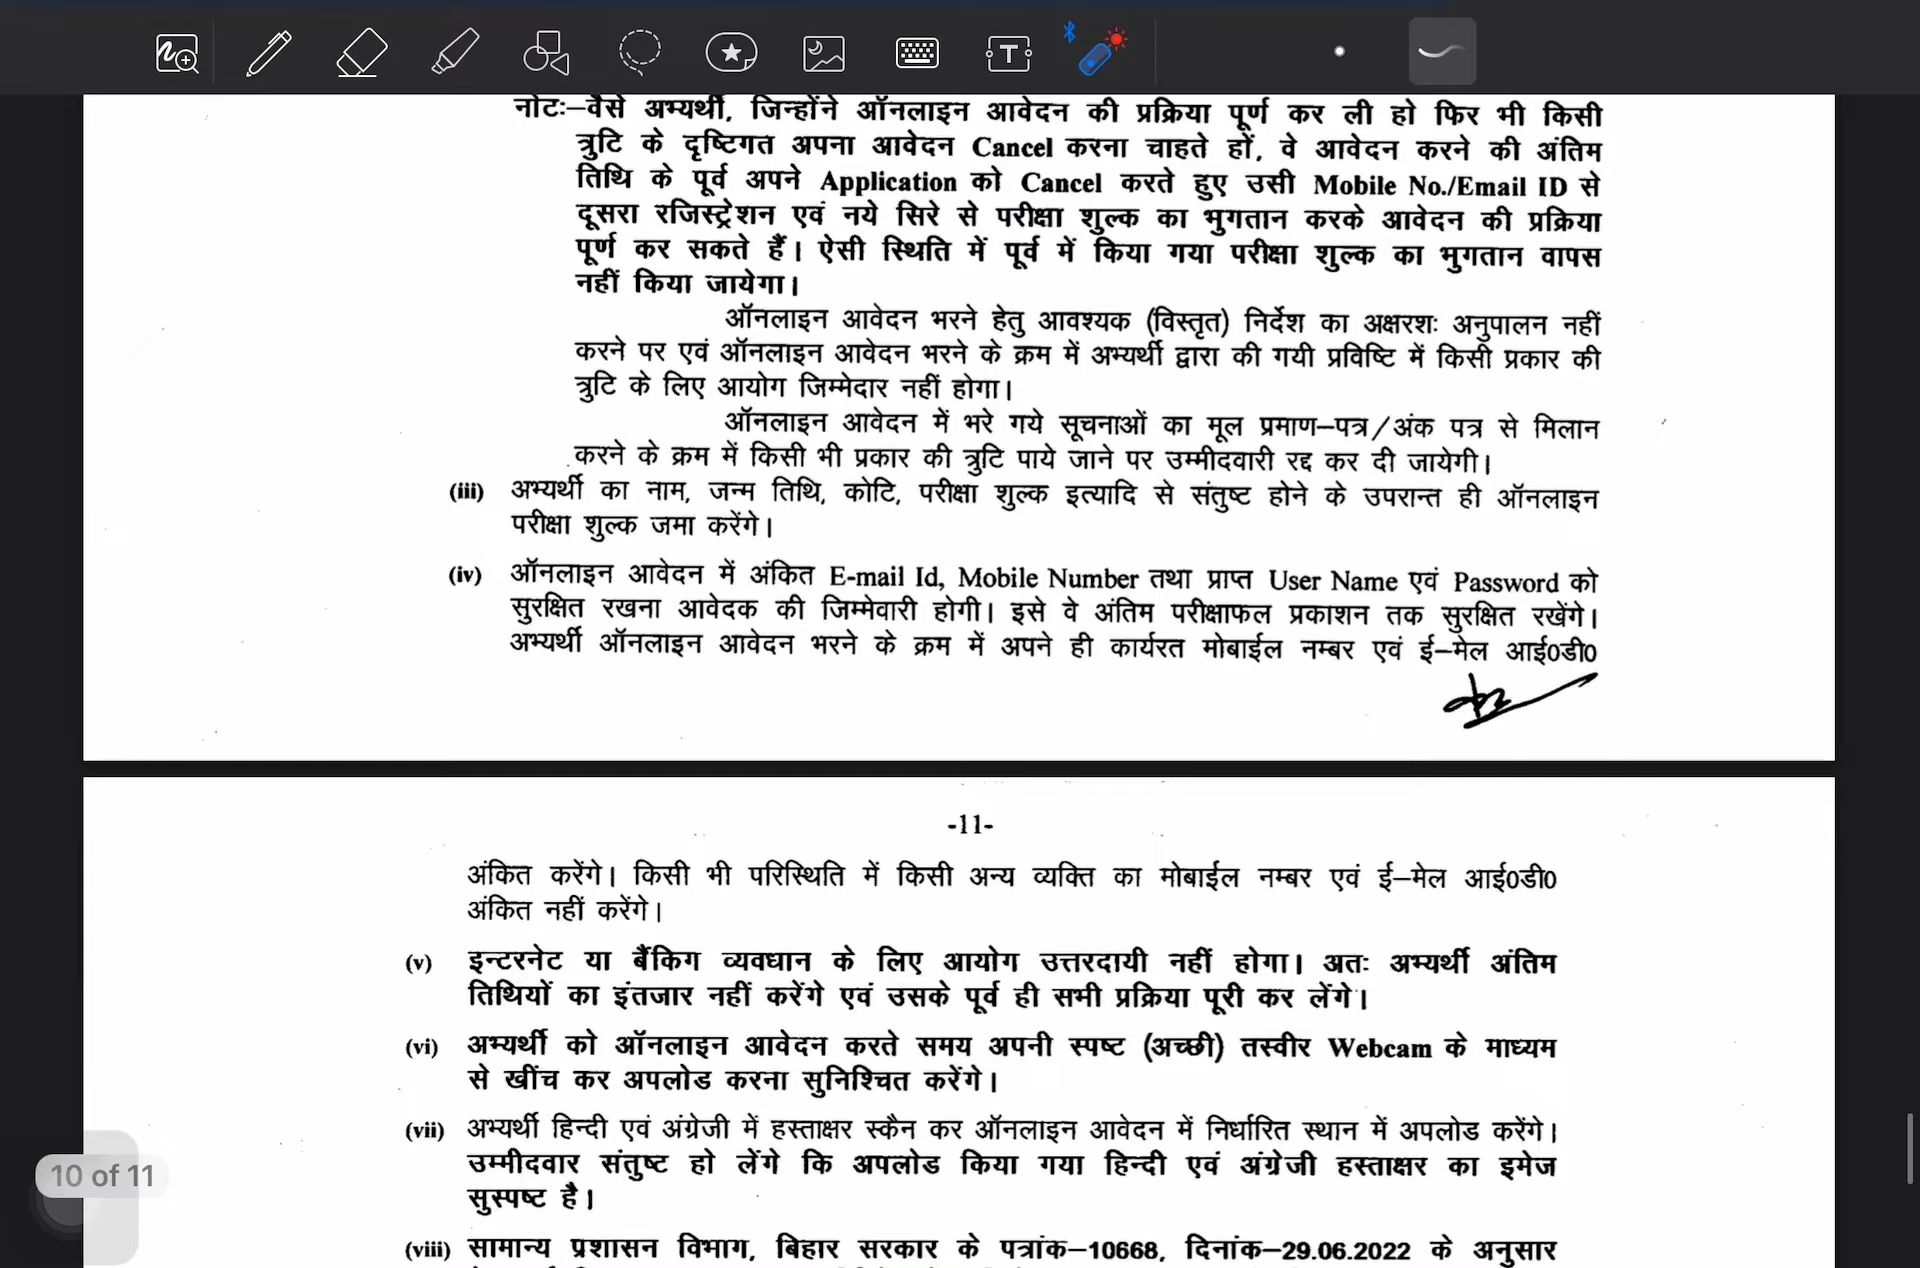 नोटः–वैसे अभ्यर्थी, जिन्होंने ऑनलाइन आवेदन की प्रक्रिया पूर्ण कर ली हो फिर भी किसी
त्रुटि के दृष्टिगत अपना आवेदन Cancel करना चाहते हों, वे आवेदन करने की अंतिम
तिथि के पूर्व अपने Application को Cancel करते हुए उसी Mobile No./Email ID से
दूसरा रजिस्ट्रेशन एवं नये सिरे से परीक्षा शुल्क का भुगतान करके आवेदन की प्रक्रिया
पूर्ण कर सकते हैं। ऐसी स्थिति में पूर्व में किया गया परीक्षा शुल्क का भुगतान वापस
नहीं किया जायेगा।
ऑनलाइन आवेदन भरने हेतु आवश्यक (विस्तृत) निर्देश का अक्षरशः अनुपालन नहीं
करने पर एवं ऑनलाइन आवेदन भरने के क्रम में अभ्यर्थी द्वारा की गयी प्रविष्टि में किसी प्रकार की
त्रुटि के लिए आयोग जिम्मेदार नहीं होगा।
ऑनलाइन आवेदन में भरे गये सूचनाओं का मूल प्रमाण–पत्र/अंक पत्र से मिलान
करने के क्रम में किसी भी प्रकार की त्रुटि पाये जाने पर उम्मीदवारी रद्द कर दी जायेगी।
(iii) अभ्यर्थी का नाम, जन्म तिथि, कोटि, परीक्षा शुल्क इत्यादि से संतुष्ट होने के उपरान्त ही ऑनलाइन
परीक्षा शुल्क जमा करेंगे।
(iv) ऑनलाइन आवेदन में अंकित E-mail Id, Mobile Number तथा प्राप्त User Name एवं Password को
सुरक्षित रखना आवेदक की जिम्मेवारी होगी। इसे वे अंतिम परीक्षाफल प्रकाशन तक सुरक्षित रखेंगे।
अभ्यर्थी ऑनलाइन आवेदन भरने के क्रम में अपने ही कार्यरत मोबाईल नम्बर एवं ई–मेल आई0डी0
-11-
अंकित करेंगे। किसी भी परिस्थिति में किसी अन्य व्यक्ति का मोबाईल नम्बर एवं ई–मेल आई0डी0
अंकित नहीं करेंगे।
(v) इन्टरनेट या बैंकिग व्यवधान के लिए आयोग उत्तरदायी नहीं होगा। अतः अभ्यर्थी अंतिम
तिथियों का इंतजार नहीं करेंगे एवं उसके पूर्व ही सभी प्रक्रिया पूरी कर लेंगे।
(vi) अभ्यर्थी को ऑनलाइन आवेदन करते समय अपनी स्पष्ट (अच्छी) तस्वीर Webcam के माध्यम
से खींच कर अपलोड करना सुनिश्चित करेंगे।
(vii) अभ्यर्थी हिन्दी एवं अंग्रेजी में हस्ताक्षर स्कैन कर ऑनलाइन आवेदन में निर्धारित स्थान में अपलोड करेंगे।
उम्मीदवार संतुष्ट हो लेंगे कि अपलोड किया गया हिन्दी एवं अंग्रेजी हस्ताक्षर का इमेज
सुस्पष्ट है।
10 of 11
(viii) सामान्य प्रशासन विभाग, बिहार सरकार के पत्रांक–10668, दिनांक–29.06.2022 के अनुसार